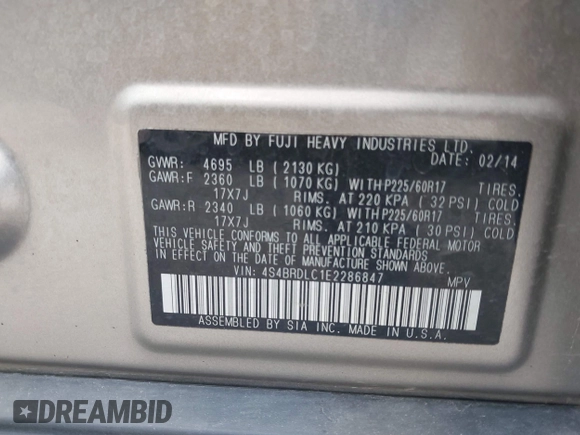 MFD BY FUJI HEAVY INDUSTRIES LTD.
DATE: 02/14
GVWR: 4695 LB ( 2130 KG)
GAWR:F 2360 LB ( 1070 KG) WITH P225/60R17 TIRES.
17X7J RIMS. AT 220 KPA ( 32 PSI) COLD
GAWR:R 2340 LB ( 1060 KG) WITH P225/60R17 TIRES.
17X7J RIMS. AT 210 KPA ( 30 PSI) COLD
THIS VEHICLE CONFORMS TO ALL APPLICABLE FEDERAL MOTOR
VEHICLE SAFETY AND THEFT PREVENTION STANDARDS
IN EFFECT ON THE DATE OF MANUFACTURE SHOWN ABOVE.
VIN: 4S4BRDLC1E2286847 MPV
ASSEMBLED BY SIA INC. MADE IN U.S.A.
DREAMBID